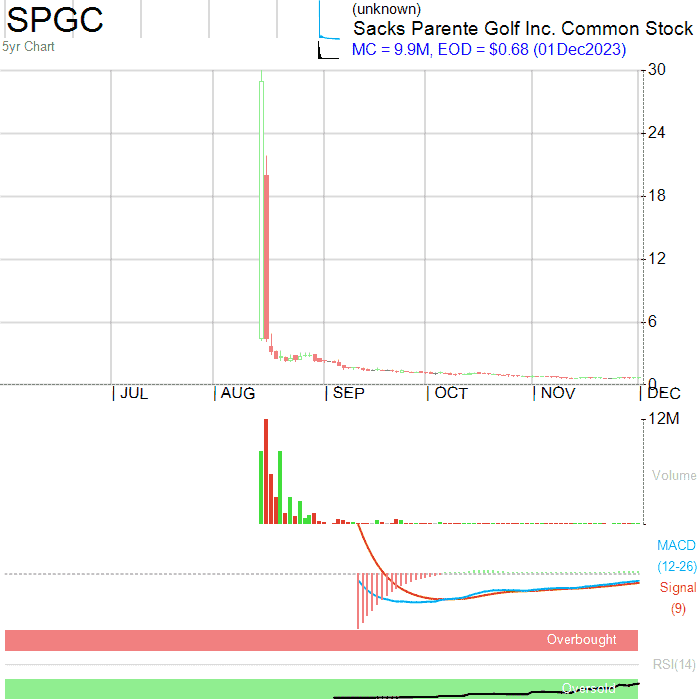 SPGC
5yr Chart
(unknown)
Sacks Parente Golf Inc. Common Stock
MC = 9.9M, EOD = $0.68 (01Dec2023)
30
24
18
12
6
0
JUL
AUG
SEP
OCT
NOV
DEC
12M
Volume
MACD
(12-26)
Signal
(9)
Overbought
RSI(14)
Oversold